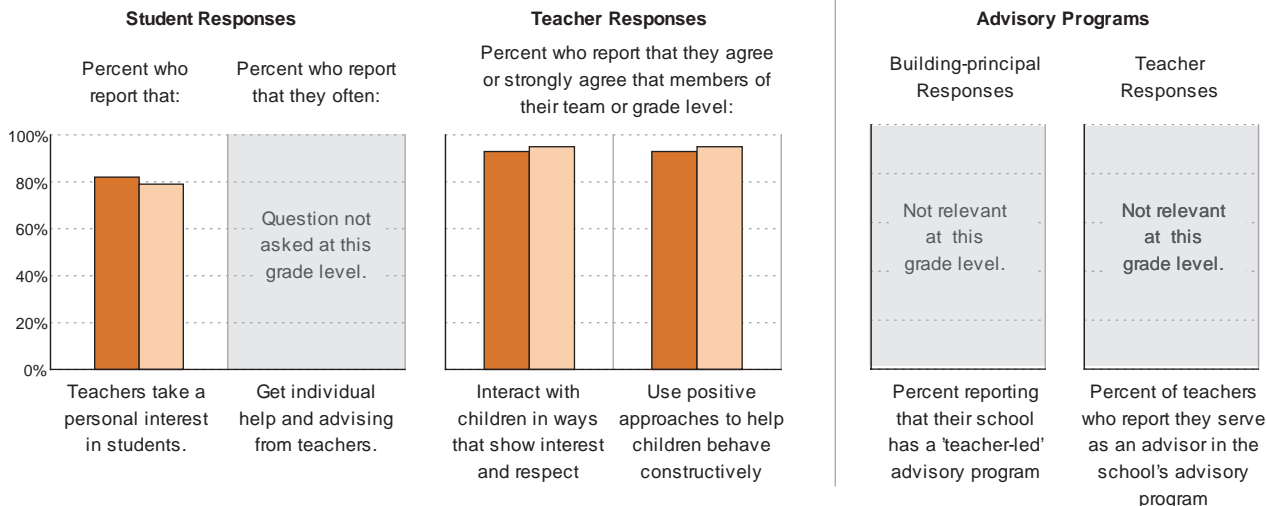 Student Responses
Percent who
report that:
Percent who report
that they often:
100%
80%
60%
40%
20%
0%
Question not
asked at this
grade level.
Teachers take a
personal interest
in students.
Get individual
help and advising
from teachers.
Teacher Responses
Percent who report that they agree
or strongly agree that members of
their team or grade level:
Interact with
children in ways
that show interest
and respect
Use positive
approaches to help
children behave
constructively
Advisory Programs
Building-principal
Responses
Not relevant
at this
grade level.
Percent reporting
that their school
has a 'teacher-led'
advisory program
Teacher
Responses
Not relevant
at this
grade level.
Percent of teachers
who report they serve
as an advisor in the
school's advisory
program